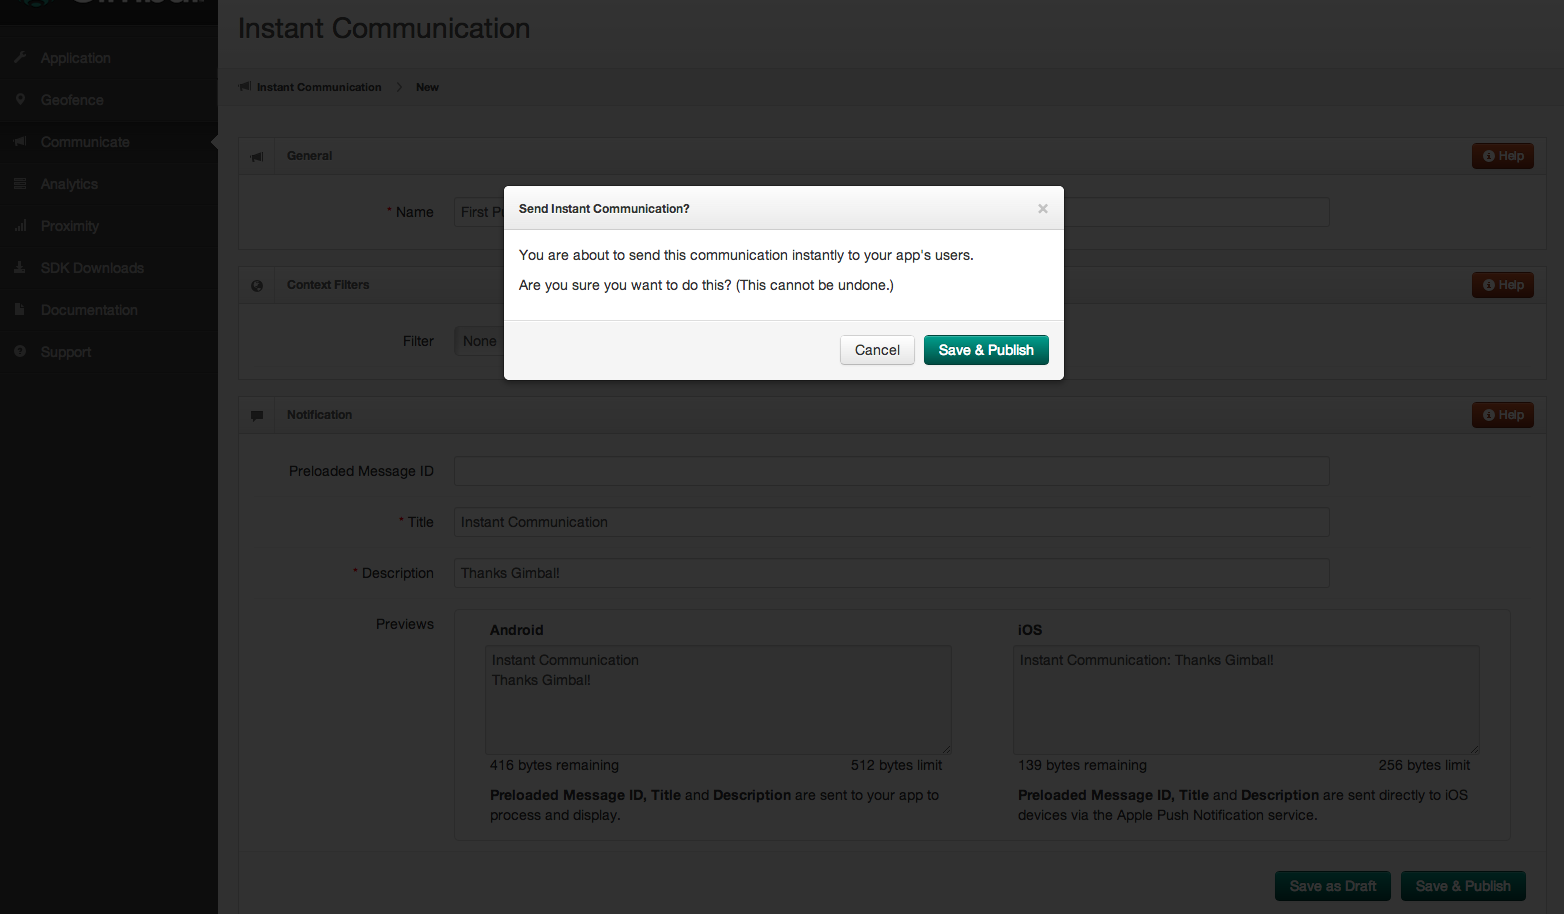 Instant Communication
Application
Geofence
Communicate
Analytics
Proximity
SDK Downloads
Documentation
Support
Instant Communication > New
General
Help
* Name
First
Send Instant Communication?
×
You are about to send this communication instantly to your app's users.
Are you sure you want to do this? (This cannot be undone.)
Cancel
Save & Publish
Context Filters
Help
Filter
None
Notification
Help
Preloaded Message ID
* Title
Instant Communication
* Description
Thanks Gimbal!
Previews
Android
Instant Communication
Thanks Gimbal!
416 bytes remaining
512 bytes limit
Preloaded Message ID, Title and Description are sent to your app to
process and display.
iOS
Instant Communication: Thanks Gimbal!
139 bytes remaining
256 bytes limit
Preloaded Message ID, Title and Description are sent directly to iOS
devices via the Apple Push Notification service.
Save as Draft
Save & Publish